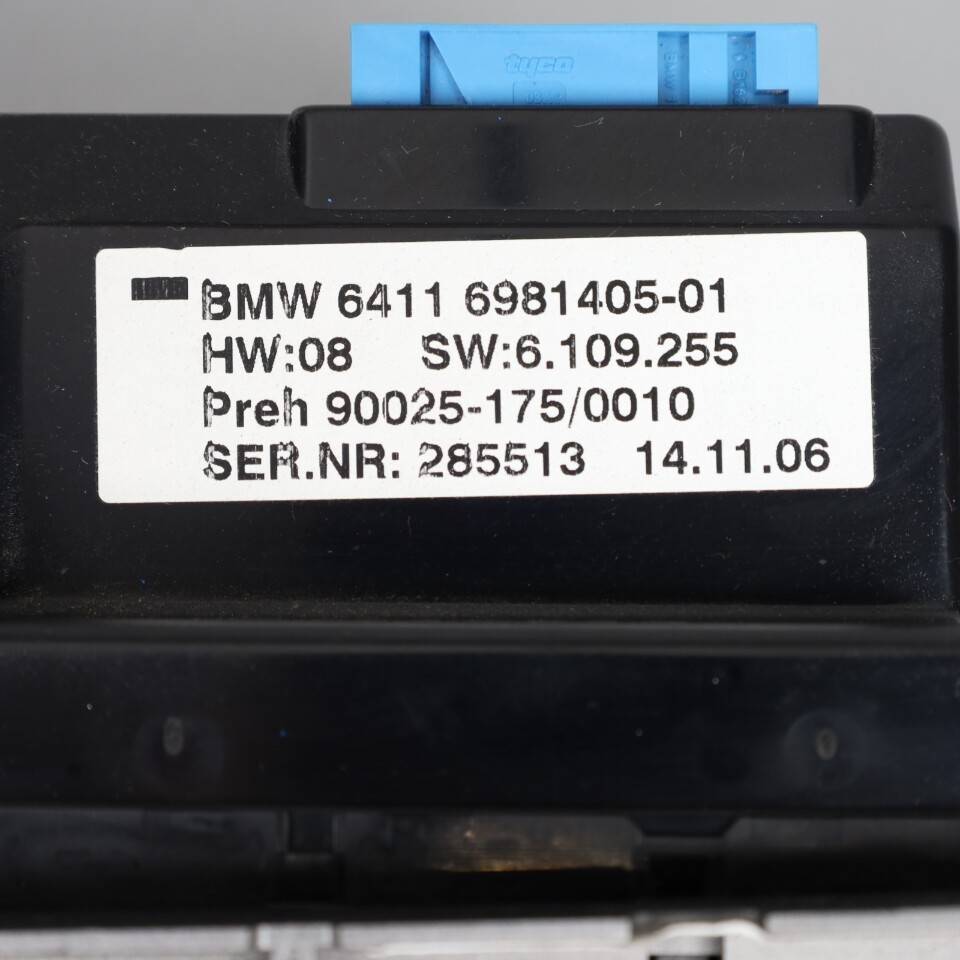 tyco
BMW 6411 6981405-01
HW:08 SW:6.109.255
Preh 90025-175/0010
SER.NR: 285513 14.11.06